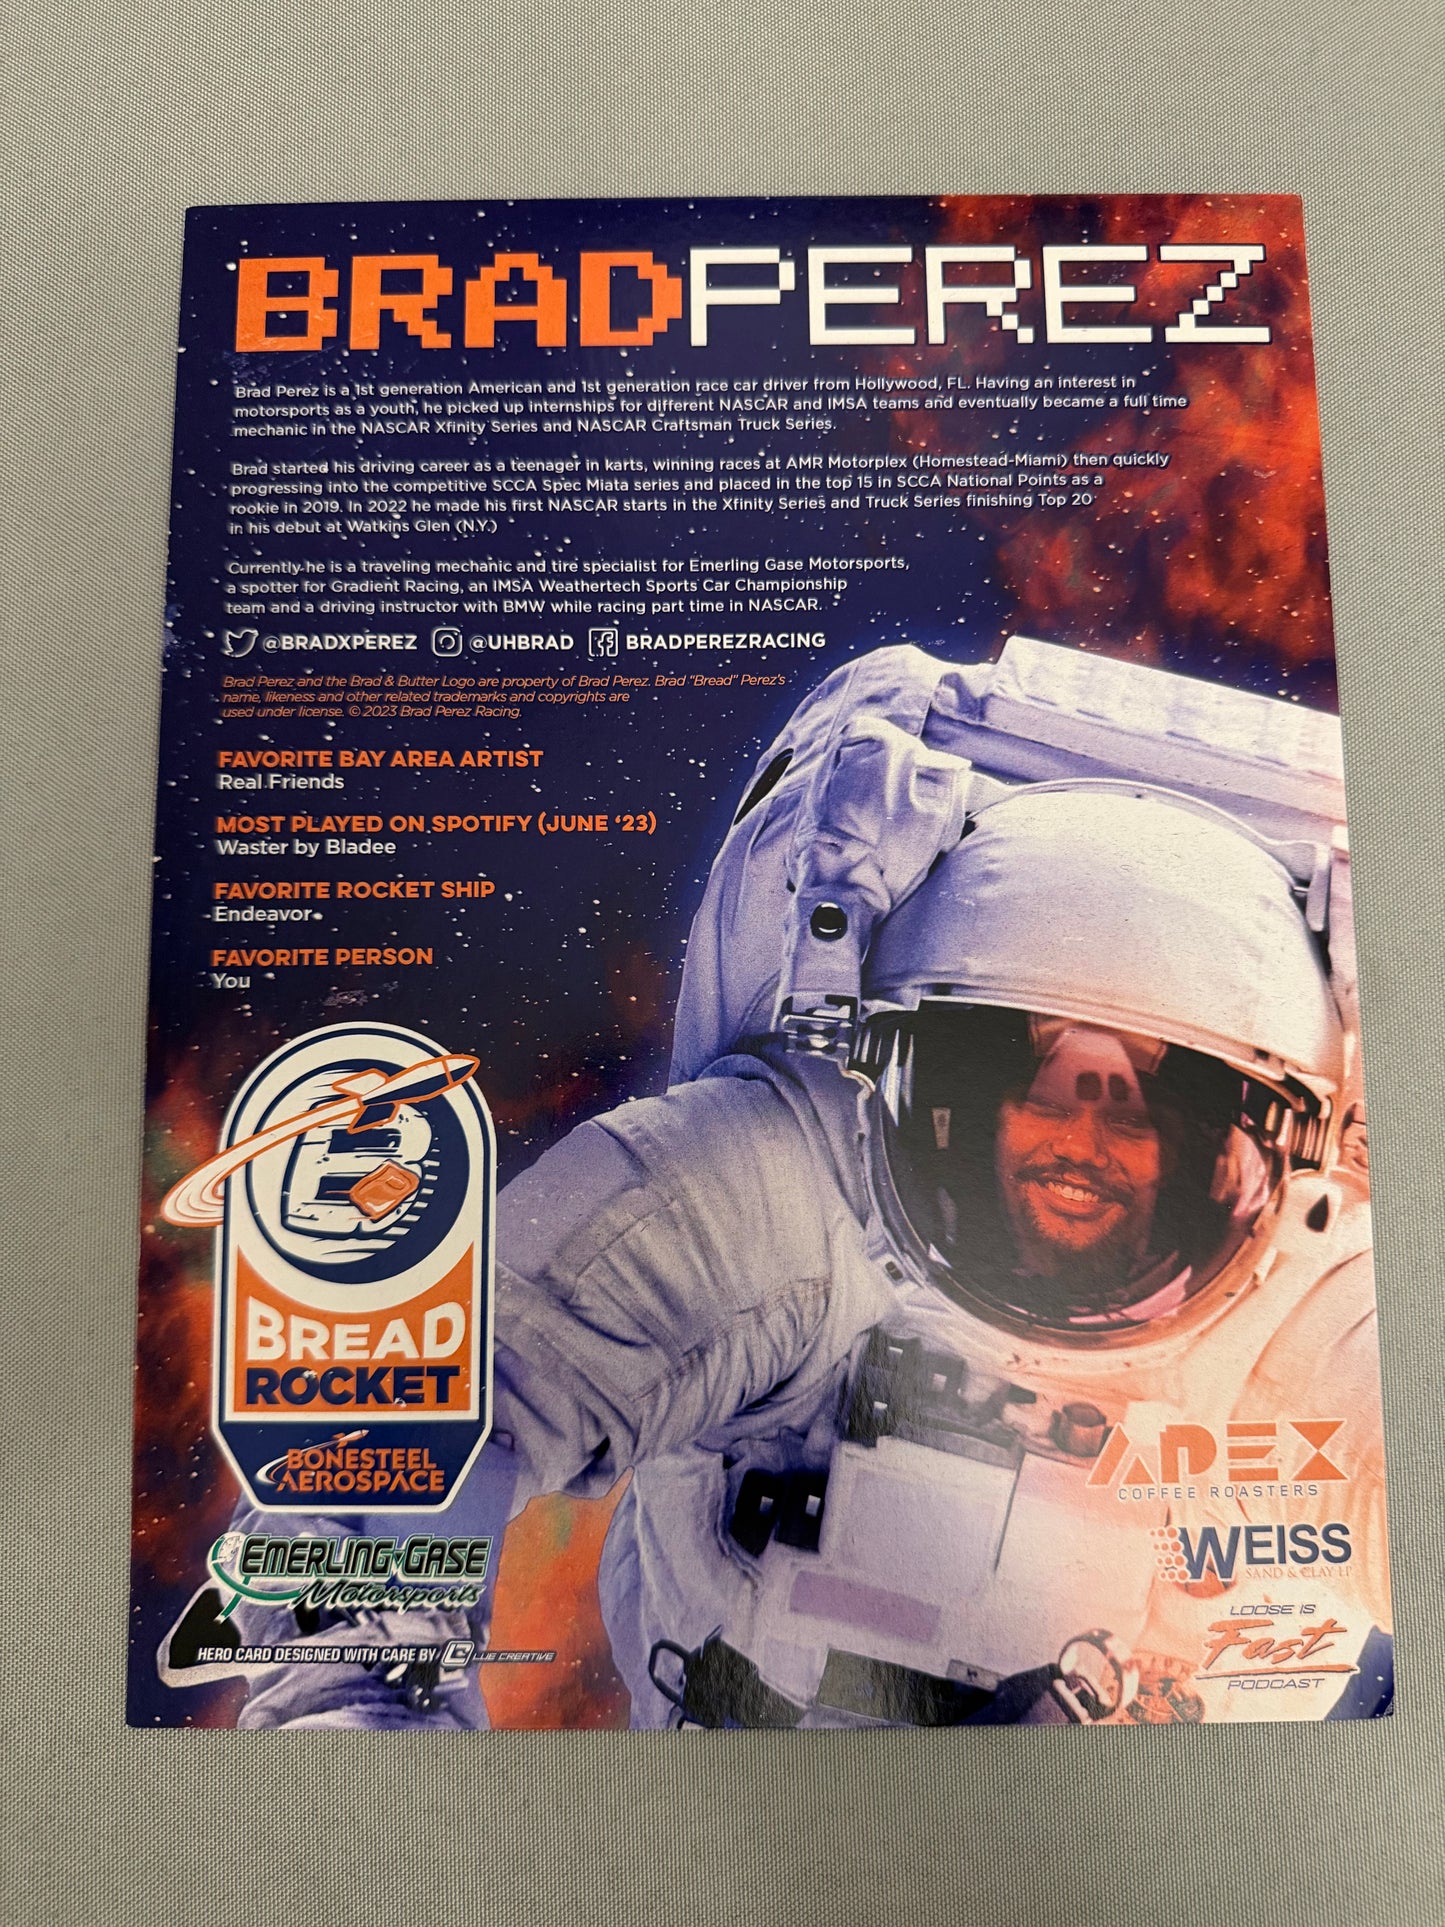 BRADPEREZ
Brad Perez is a 1st generation American and 1st generation race car driver from Hollywood, FL. Having an interest in
motorsports as a youth, he picked up internships for different NASCAR and IMSA teams and eventually became a full time
mechanic in the NASCAR Xfinity Series and NASCAR Craftsman Truck Series.
Brad started his driving career as a teenager in karts, winning races at AMR Motorplex (Homestead-Miami) then quickly
progressing into the competitive SCCA Spec Miata series and placed in the top 15 in SCCA National Points as a
rookie in 2019. In 2022 he made his first NASCAR starts in the Xfinity Series and Truck Series finishing Top 20
in his debut at Watkins Glen (N.Y.)
Currently he is a traveling mechanic and tire specialist for Emerling Gase Motorsports,
a spotter for Gradient Racing, an IMSA Weathertech Sports Car Championship
team and a driving instructor with BMW while racing part time in NASCAR.
@BRADXPEREZ @UHBRAD BRADPEREZRACING
Brad Perez and the Brad & Butter Logo are property of Brad Perez. Brad "Bread" Perez's
name, likeness and other related trademarks and copyrights are
used under license. © 2023 Brad Perez Racing.
FAVORITE BAY AREA ARTIST
Real Friends
MOST PLAYED ON SPOTIFY (JUNE '23)
Waster by Bladee
FAVORITE ROCKET SHIP
Endeavor
FAVORITE PERSON
You
B
BREAD
ROCKET
BONESTEEL
AEROSPACE
EMERLING-GASE
Motorsports
HERO CARD DESIGNED WITH CARE BY LUE CREATIVE
APEX
COFFEE ROASTERS
WEISS
SAND & CLAY LP
LOOSE IS
Fast
PODCAST